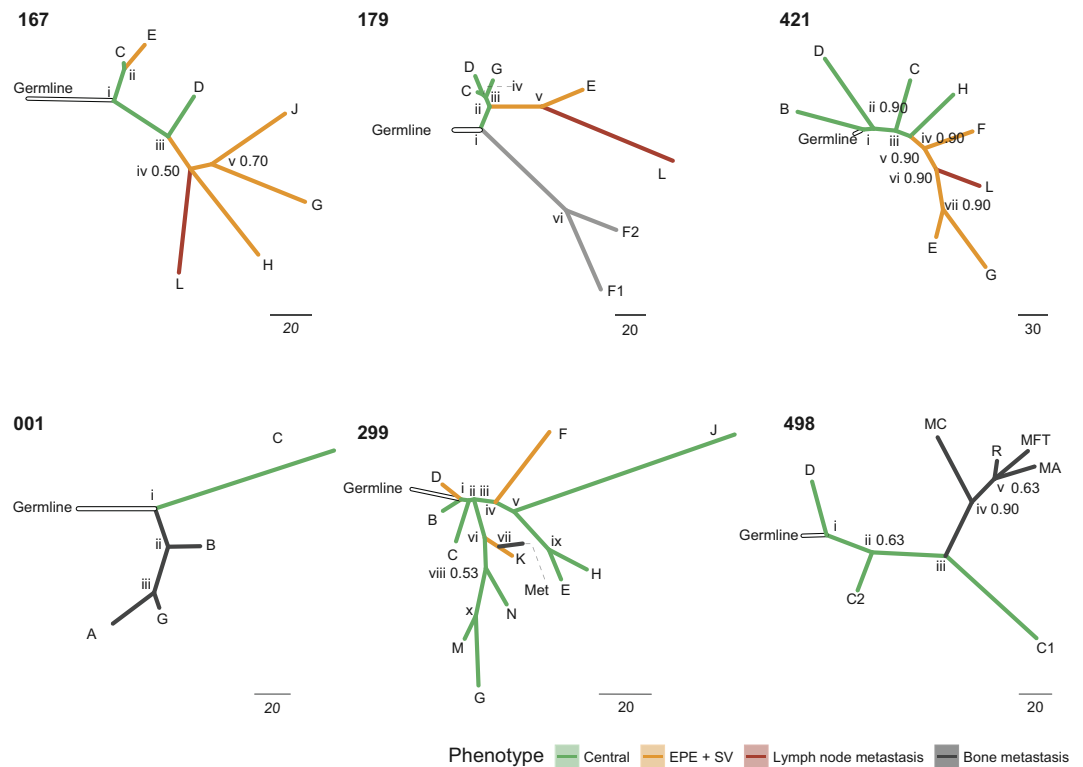 167
179
421
C
E
ii
Germline
i
D
iii
J
iv 0.50
v 0.70
G
H
L
20
D
G
iv
C
iii
ii
v
E
Germline
i
L
vi
F2
F1
20
D
C
H
B
ii 0.90
Germline
i
iii
iv 0.90
F
v 0.90
vi 0.90
L
vii 0.90
E
G
30
001
299
498
C
i
Germline
ii
B
iii
G
A
20
F
J
D
i
ii
iii
Germline
iv
v
B
C
vi
vii
K
ix
viii 0.53
Met
E
H
x
N
M
G
20
MC
R
MFT
MA
D
v 0.63
iv 0.90
Germline
i
ii 0.63
iii
C2
C1
20
Phenotype
Central
EPE + SV
Lymph node metastasis
Bone metastasis